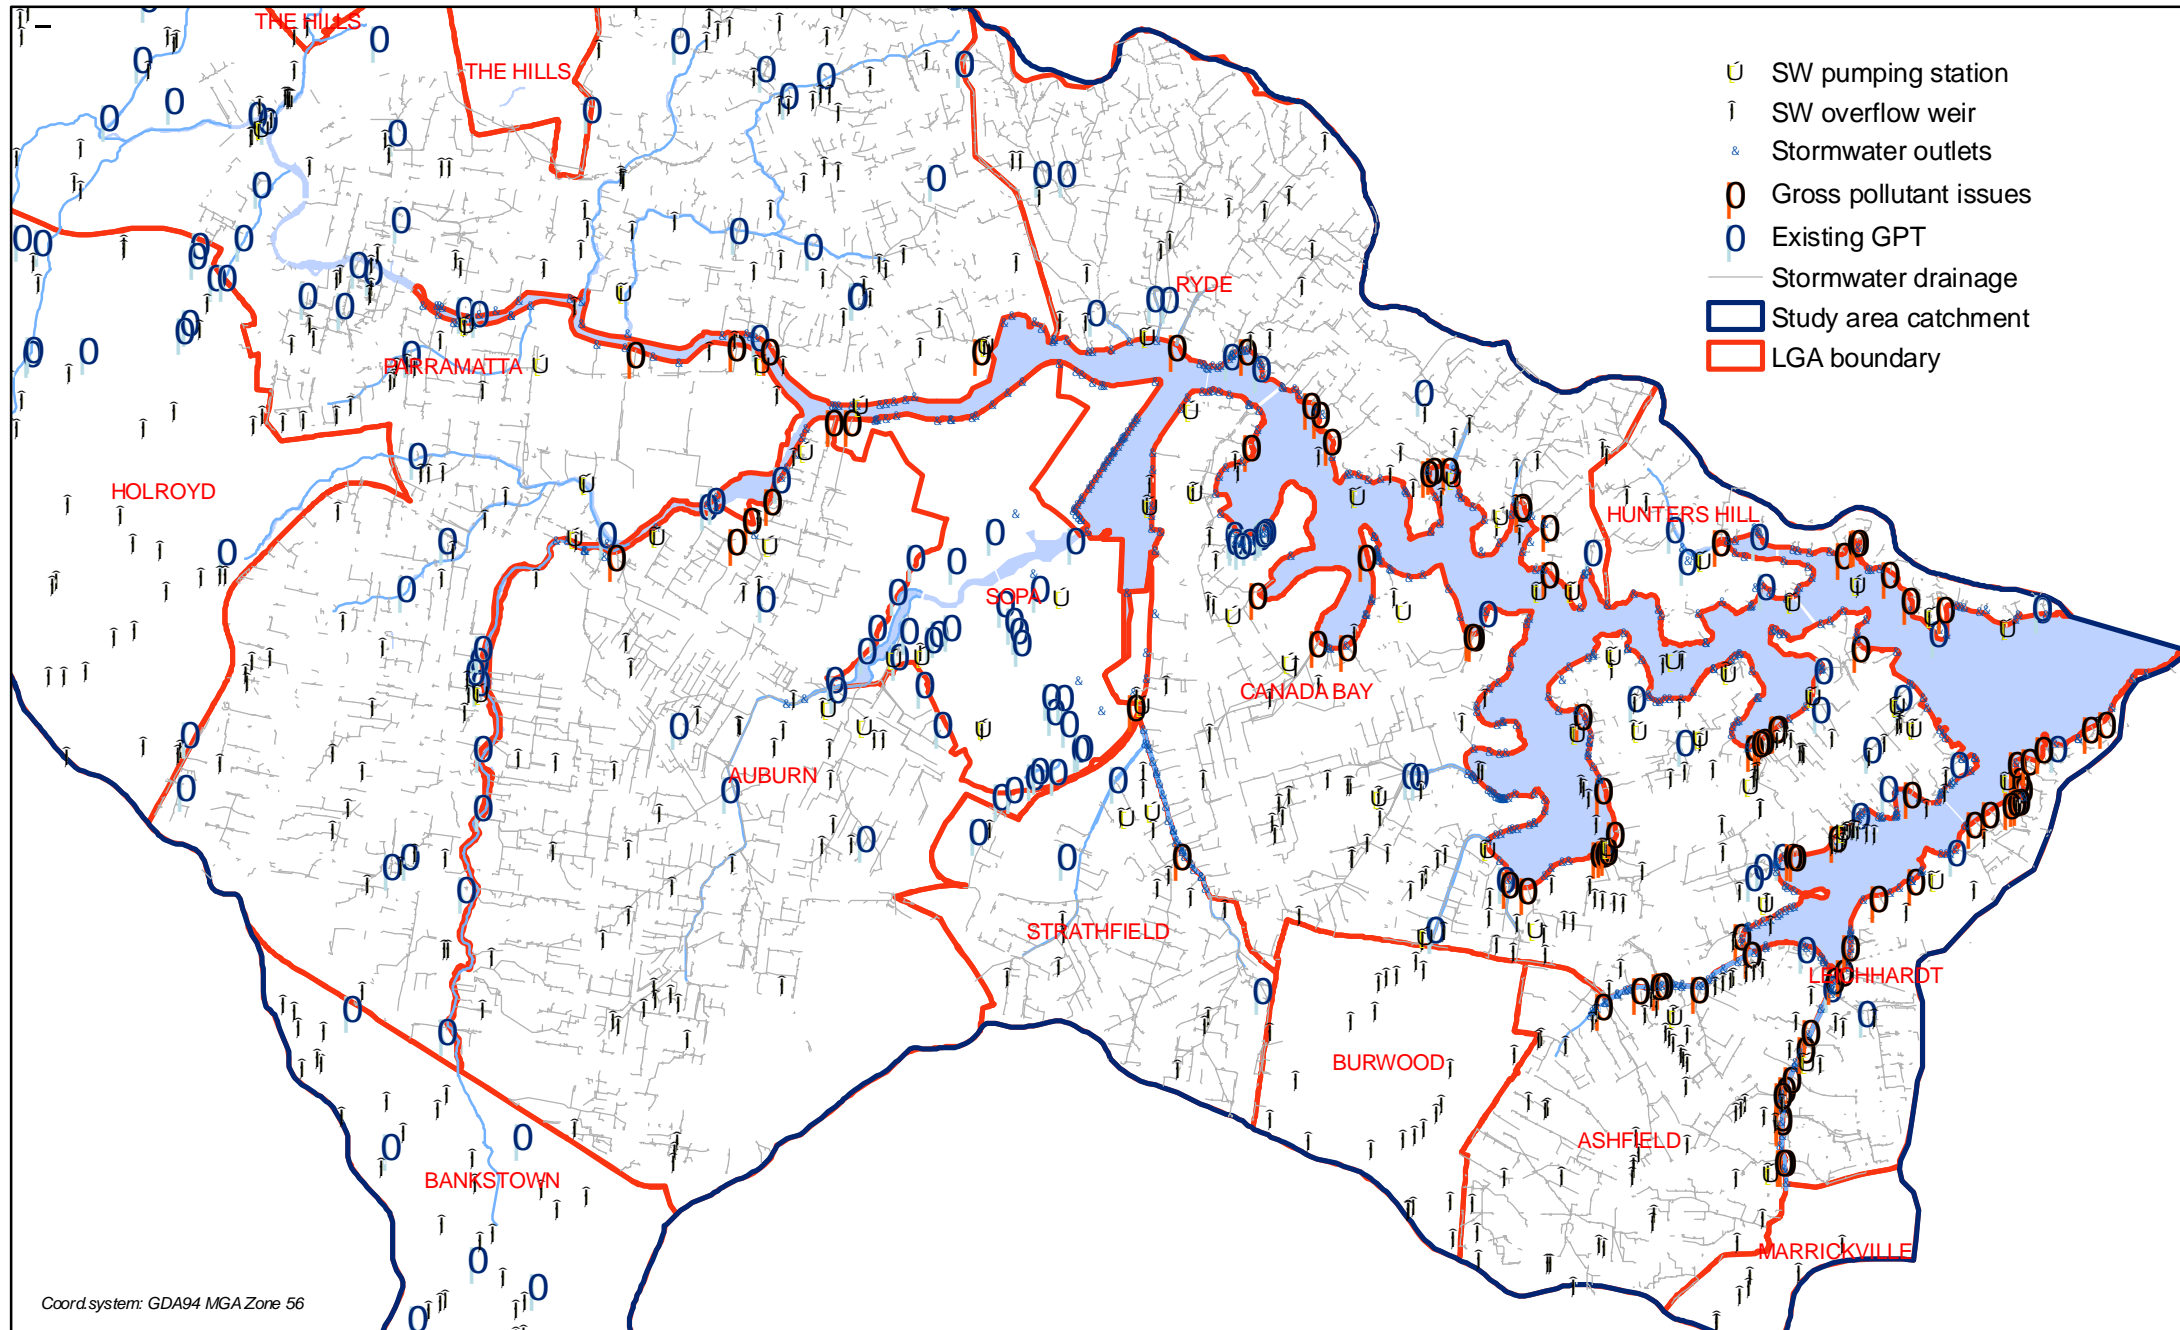 THE HILLS
THE HILLS
SW pumping station
SW overflow weir
Stormwater outlets
Gross pollutant issues
Existing GPT
Stormwater drainage
Study area catchment
LGA boundary
RYDE
PARRAMATTA
HOLROYD
HUNTERS HILL
SOPA
CANADA BAY
AUBURN
STRATHFIELD
LEICHHARDT
BURWOOD
ASHFIELD
BANKSTOWN
MARRICKVILLE
Coord.system: GDA94 MGA Zone 56